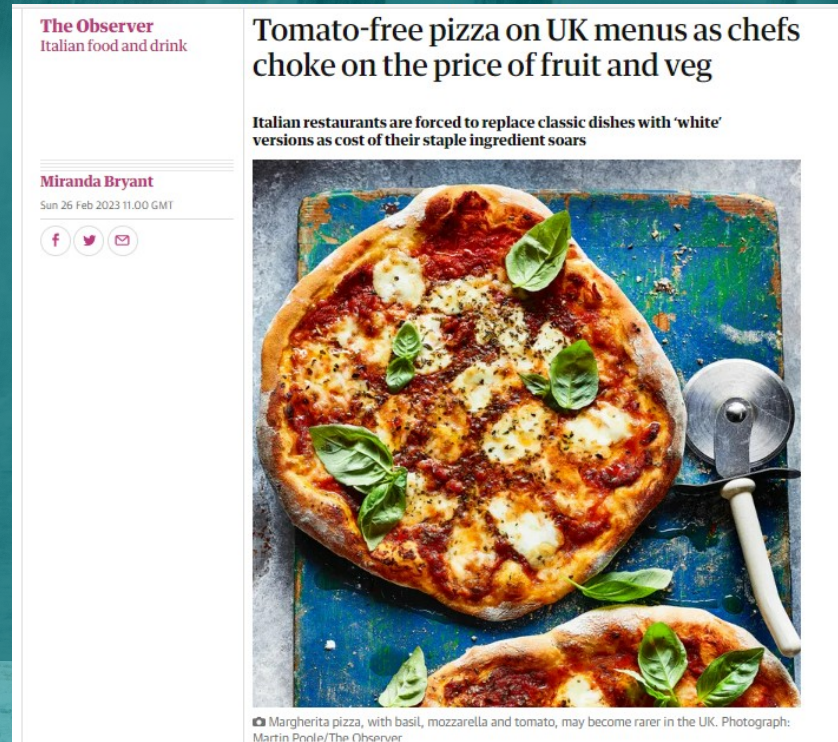 The Observer
Italian food and drink
Tomato-free pizza on UK menus as chefs
choke on the price of fruit and veg
Italian restaurants are forced to replace classic dishes with ‘white’
versions as cost of their staple ingredient soars
Miranda Bryant
Sun 26 Feb 2023 11.00 GMT
Margherita pizza, with basil, mozzarella and tomato, may become rarer in the UK. Photograph:
Martin Poole/The Observer